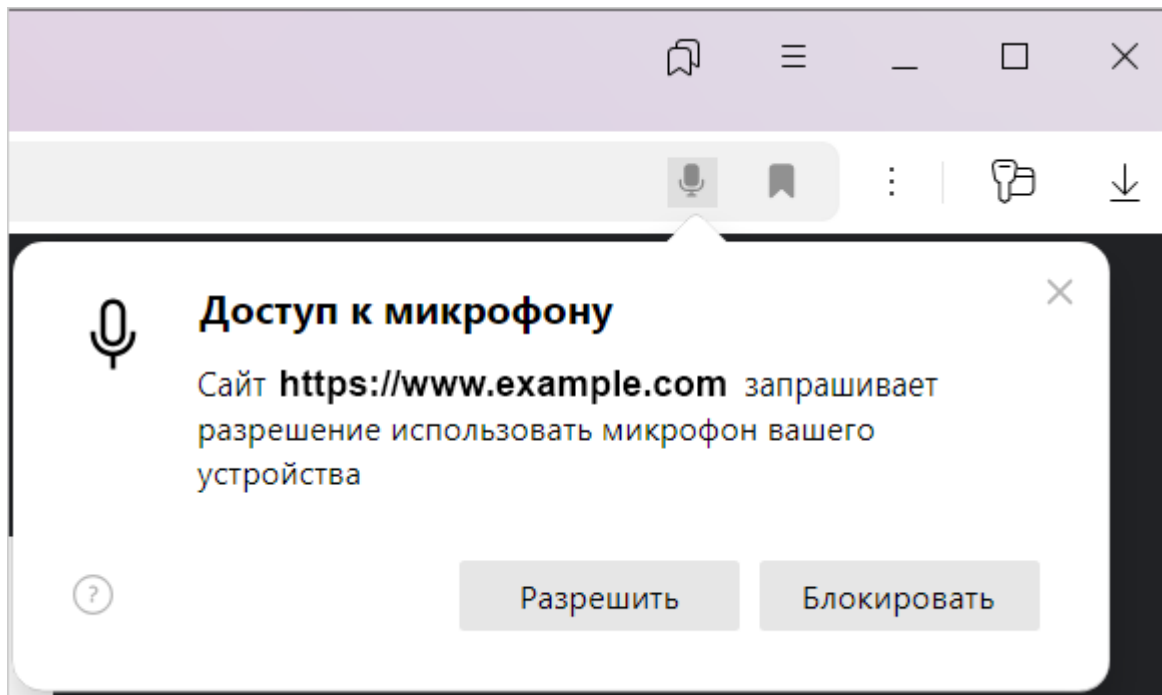 Доступ к микрофону
Сайт https://www.example.com запрашивает
разрешение использовать микрофон вашего
устройства
?
Разрешить Блокировать